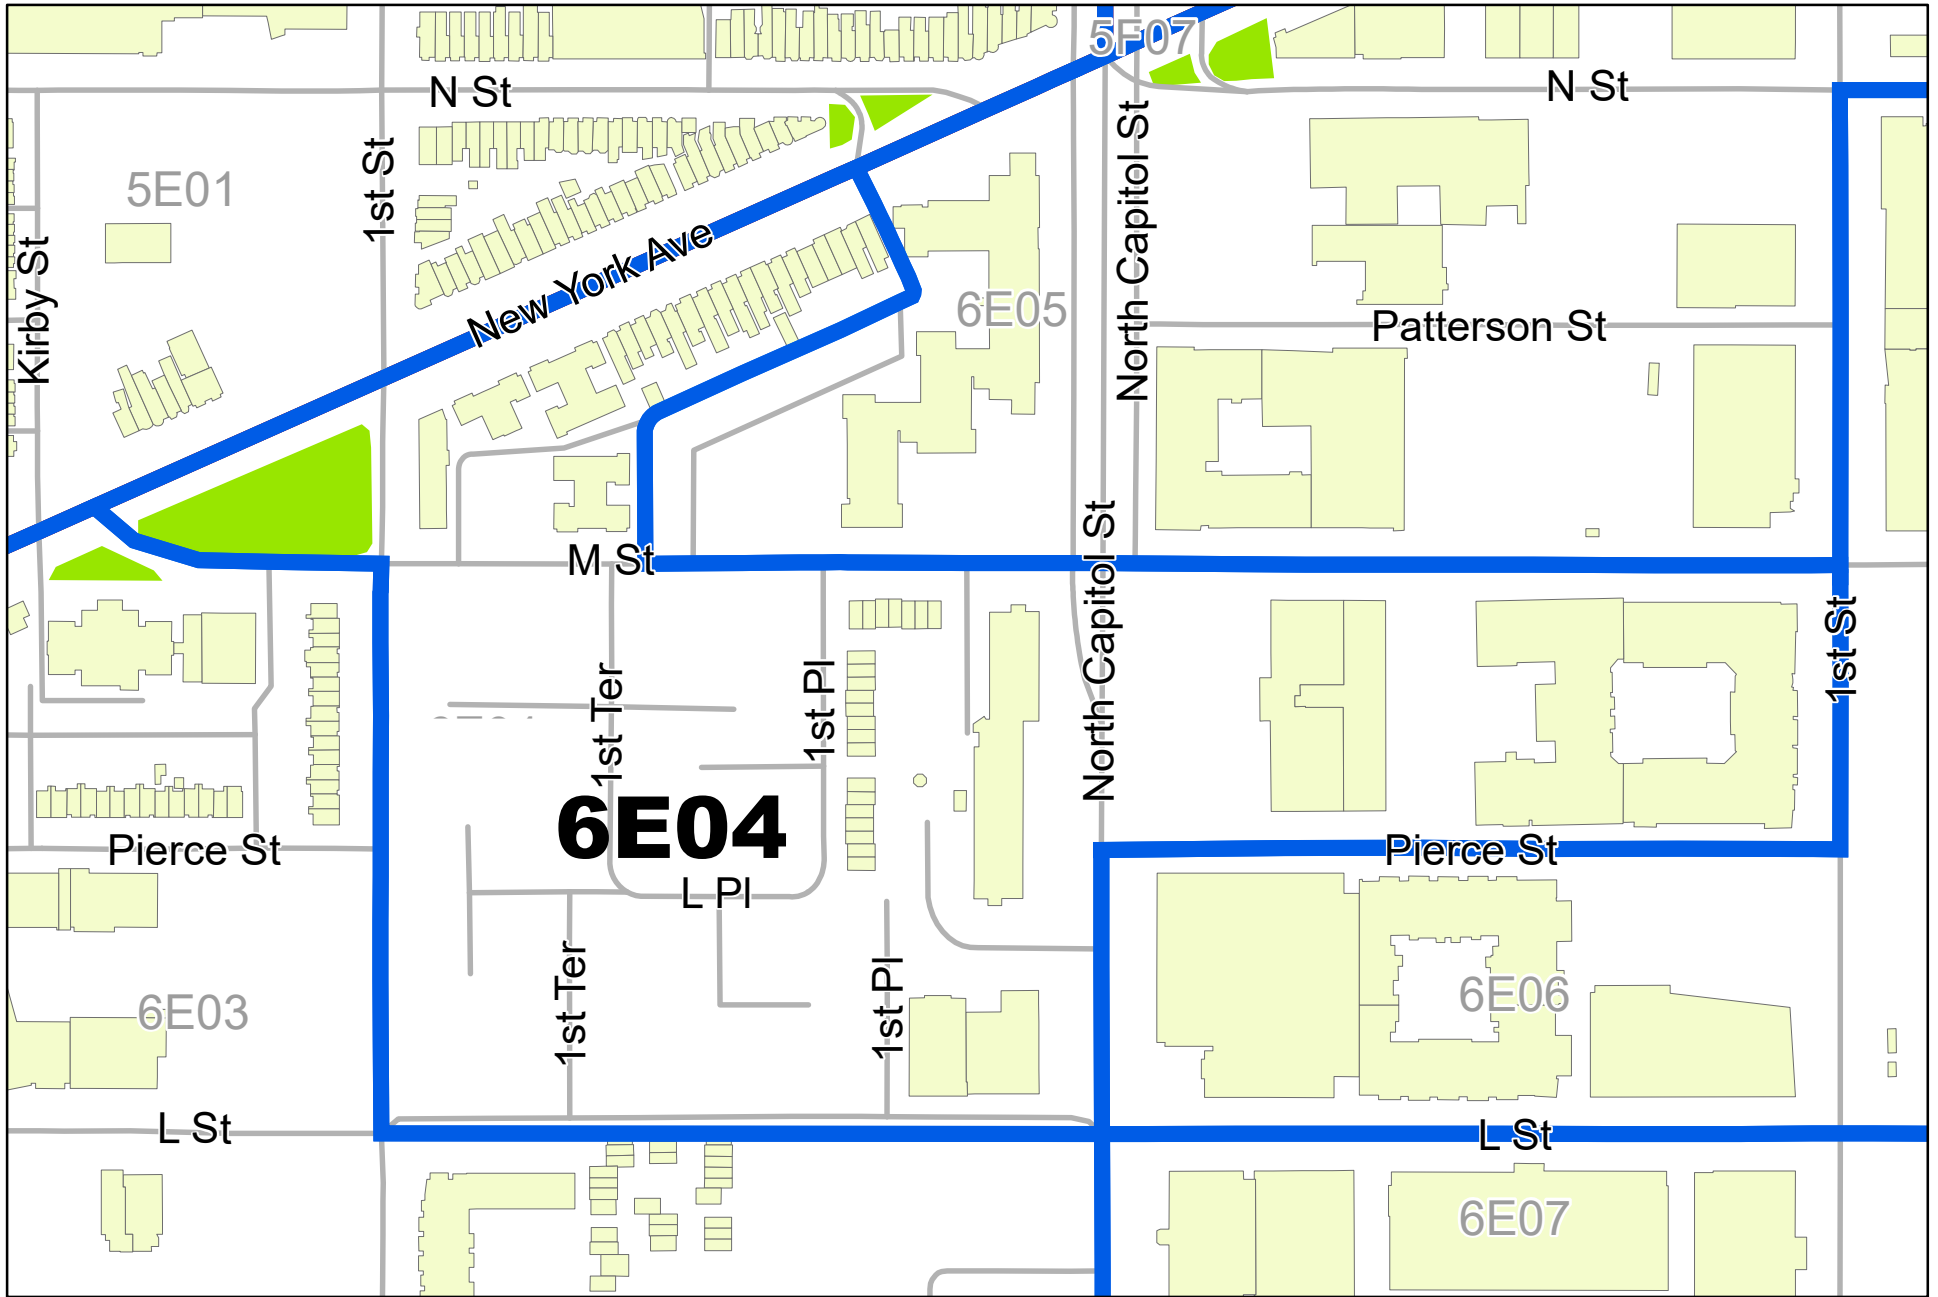 5F07
N St
N St
1st St
North Capitol St
5E01
New York Ave
Kirby St
6E05
Patterson St
M St
North Capitol St
1st St
1st Ter
1st Pl
6E04
Pierce St
Pierce St
L Pl
1st Ter
1st Pl
6E03
6E06
L St
L St
6E07